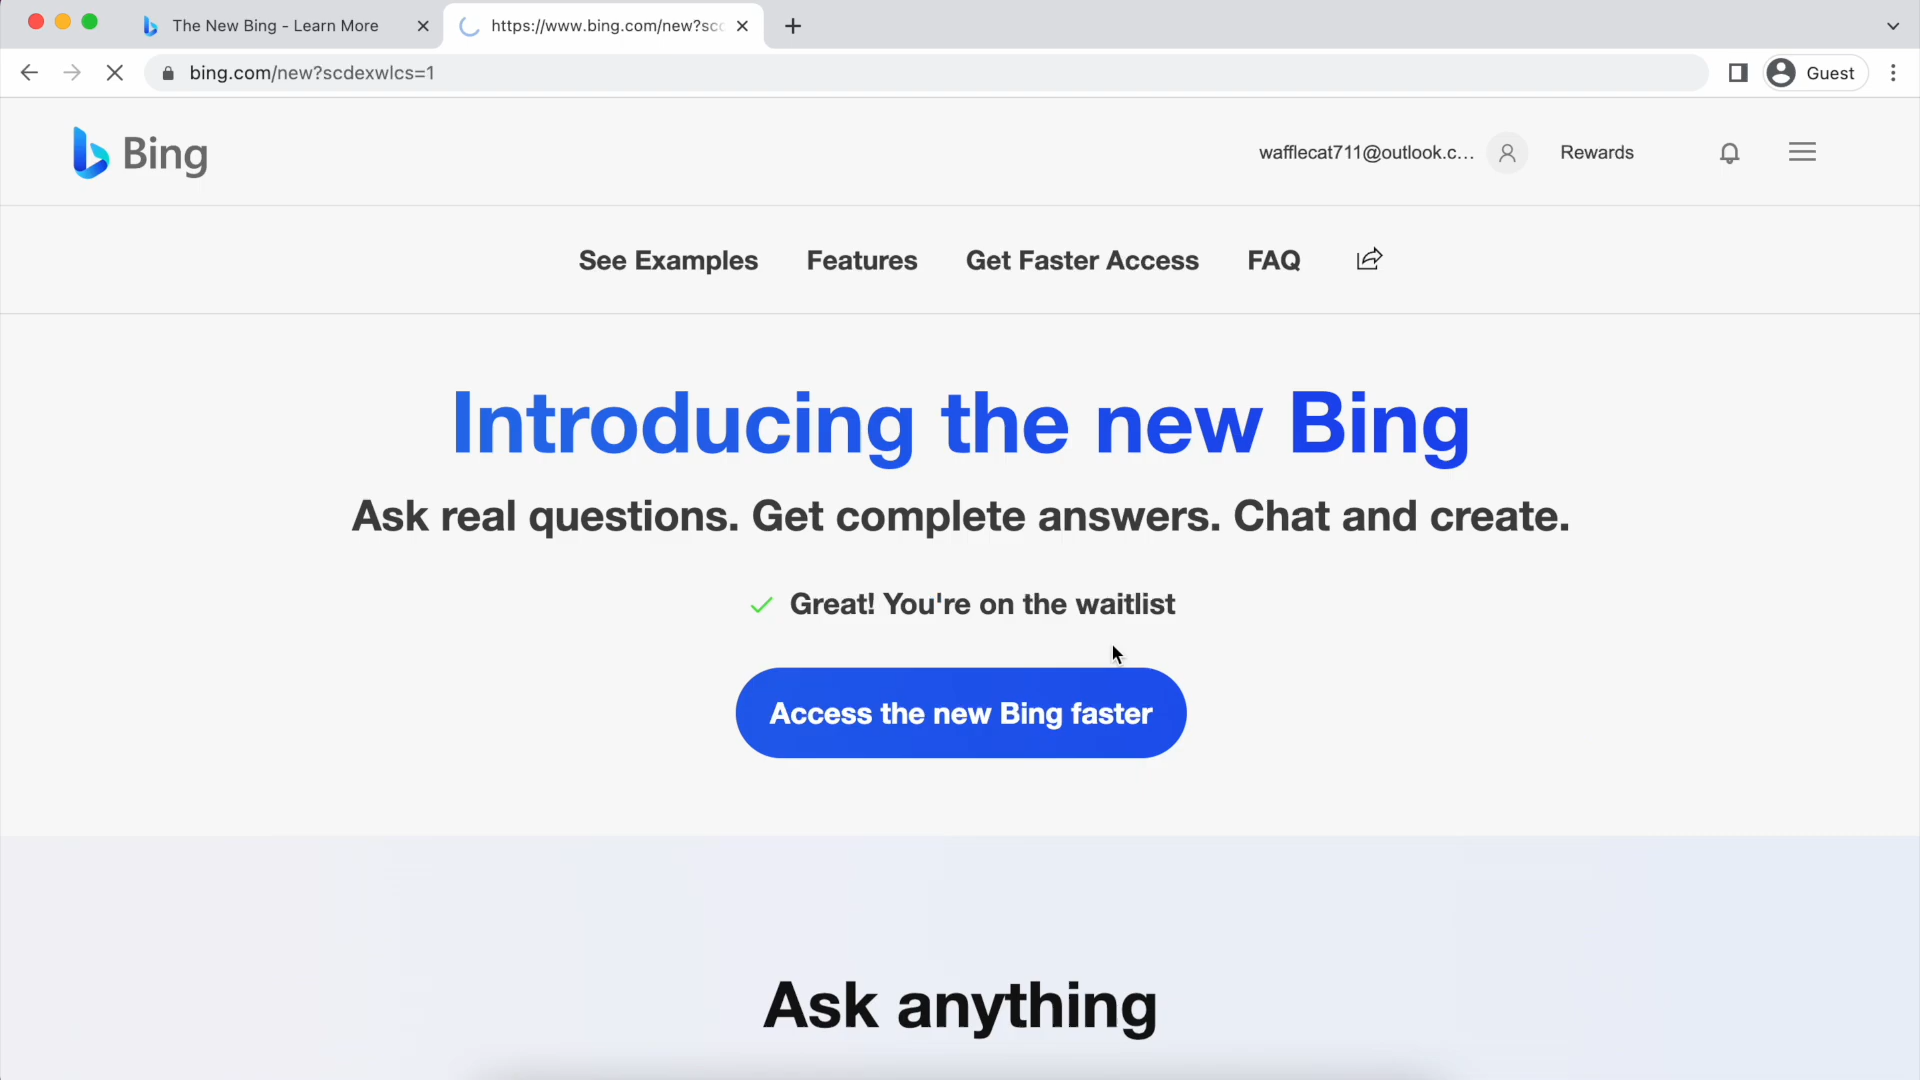 The New Bing - Learn More
https://www.bing.com/new?scd
bing.com/new?scdexwlcs=1
Guest
Bing
wafflecat711@outlook.c...
Rewards
See Examples
Features
Get Faster Access
FAQ
Introducing the new Bing
Ask real questions. Get complete answers. Chat and create.
Great! You're on the waitlist
Access the new Bing faster
Ask anything